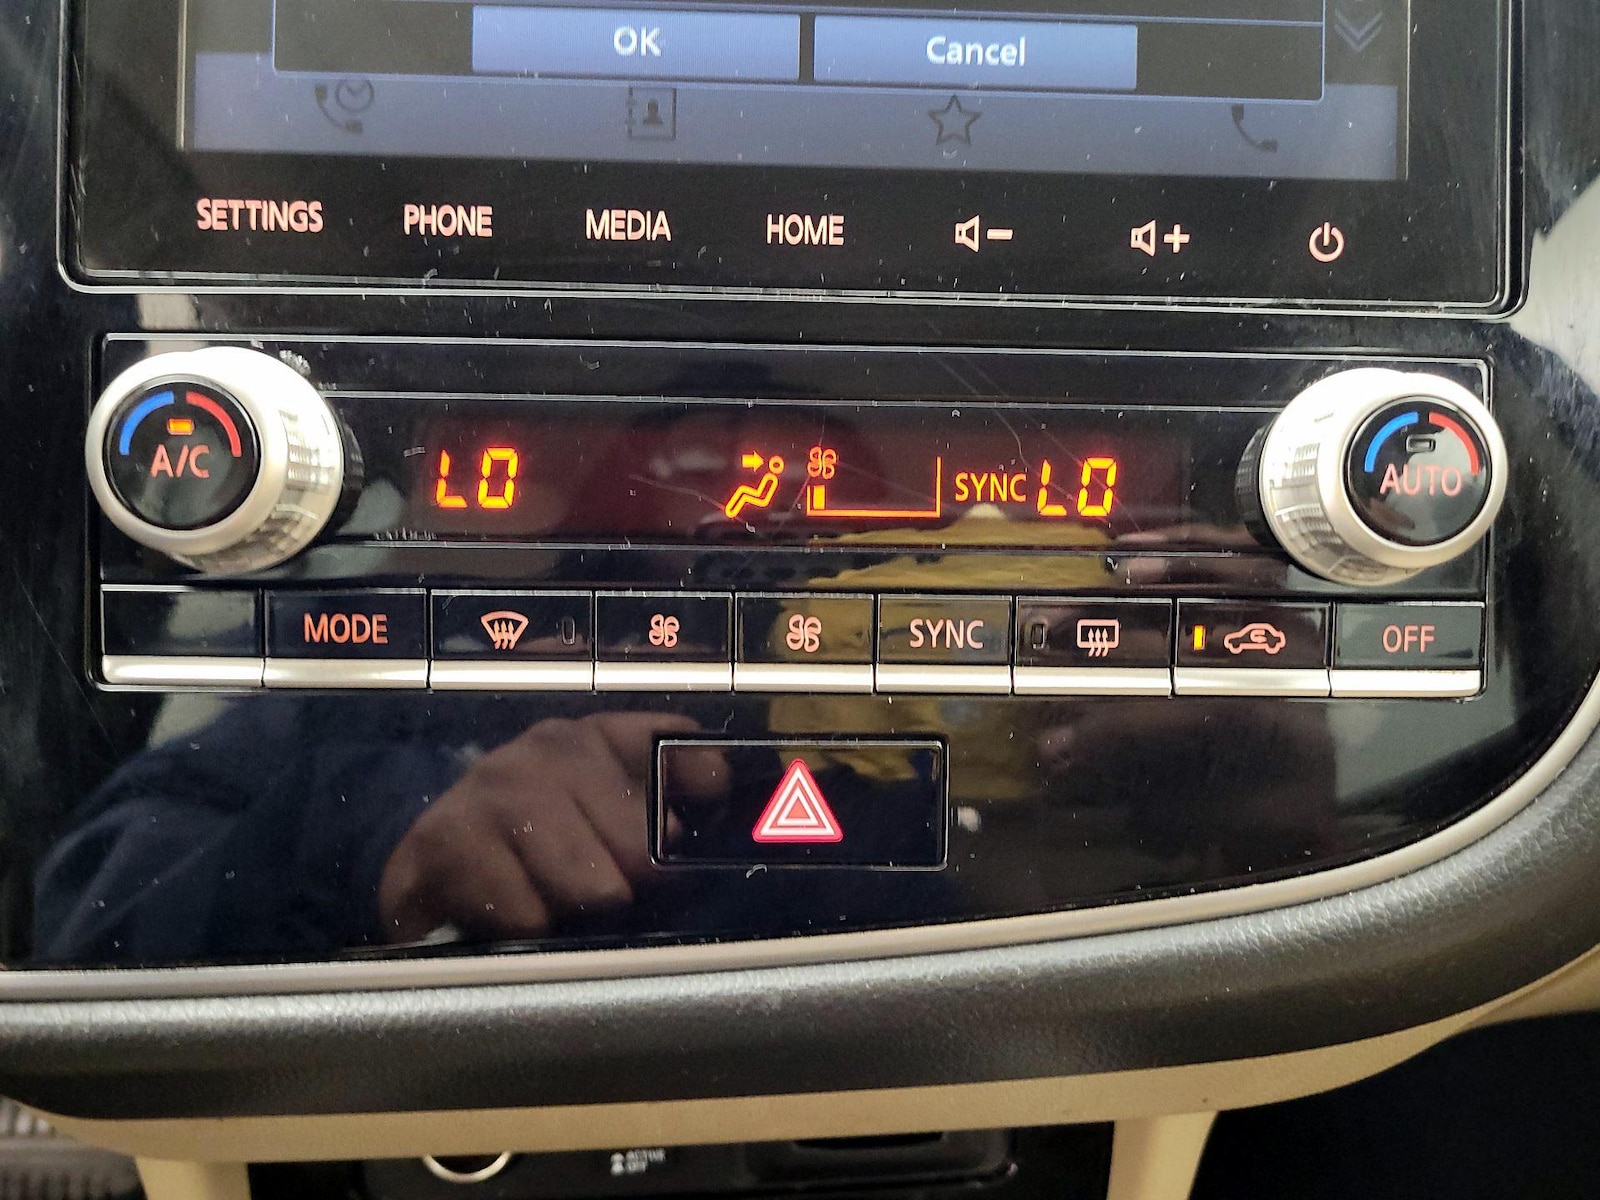 OK Cancel
SETTINGS PHONE MEDIA HOME
A/C LO SYNC LO AUTO
MODE SYNC OFF